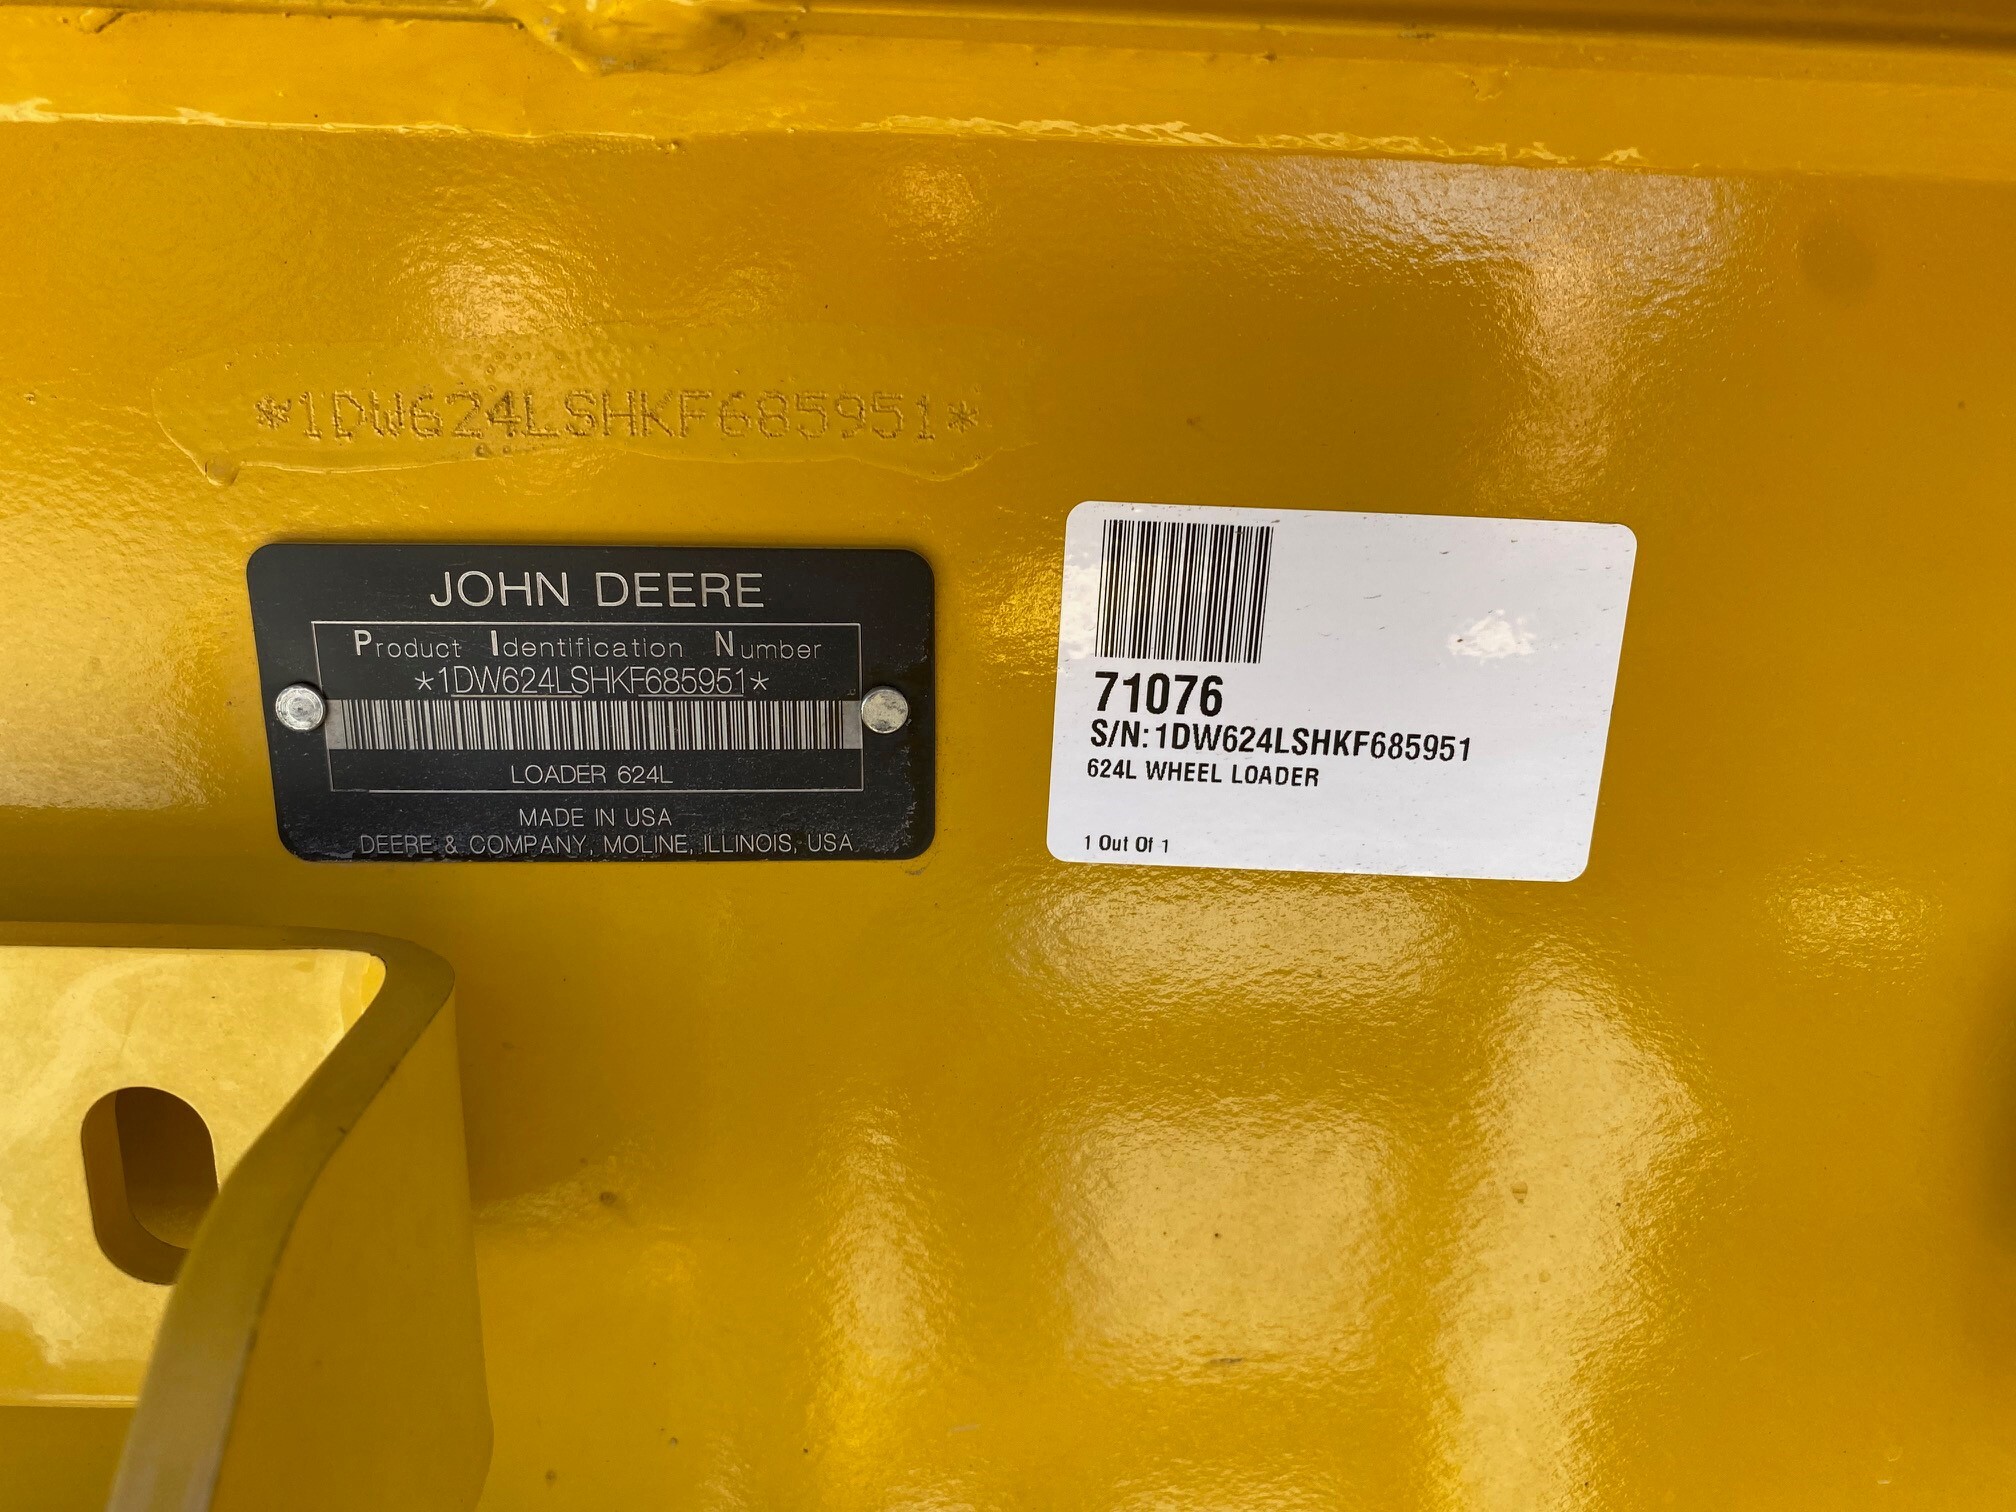 *1DW624LSHKF685951*
JOHN DEERE
Product Identification Number
*1DW624LSHKF685951*
LOADER 624L
MADE IN USA
DEERE & COMPANY, MOLINE, ILLINOIS, USA
71076
S/N: 1DW624LSHKF685951
624L WHEEL LOADER
1 Out Of 1